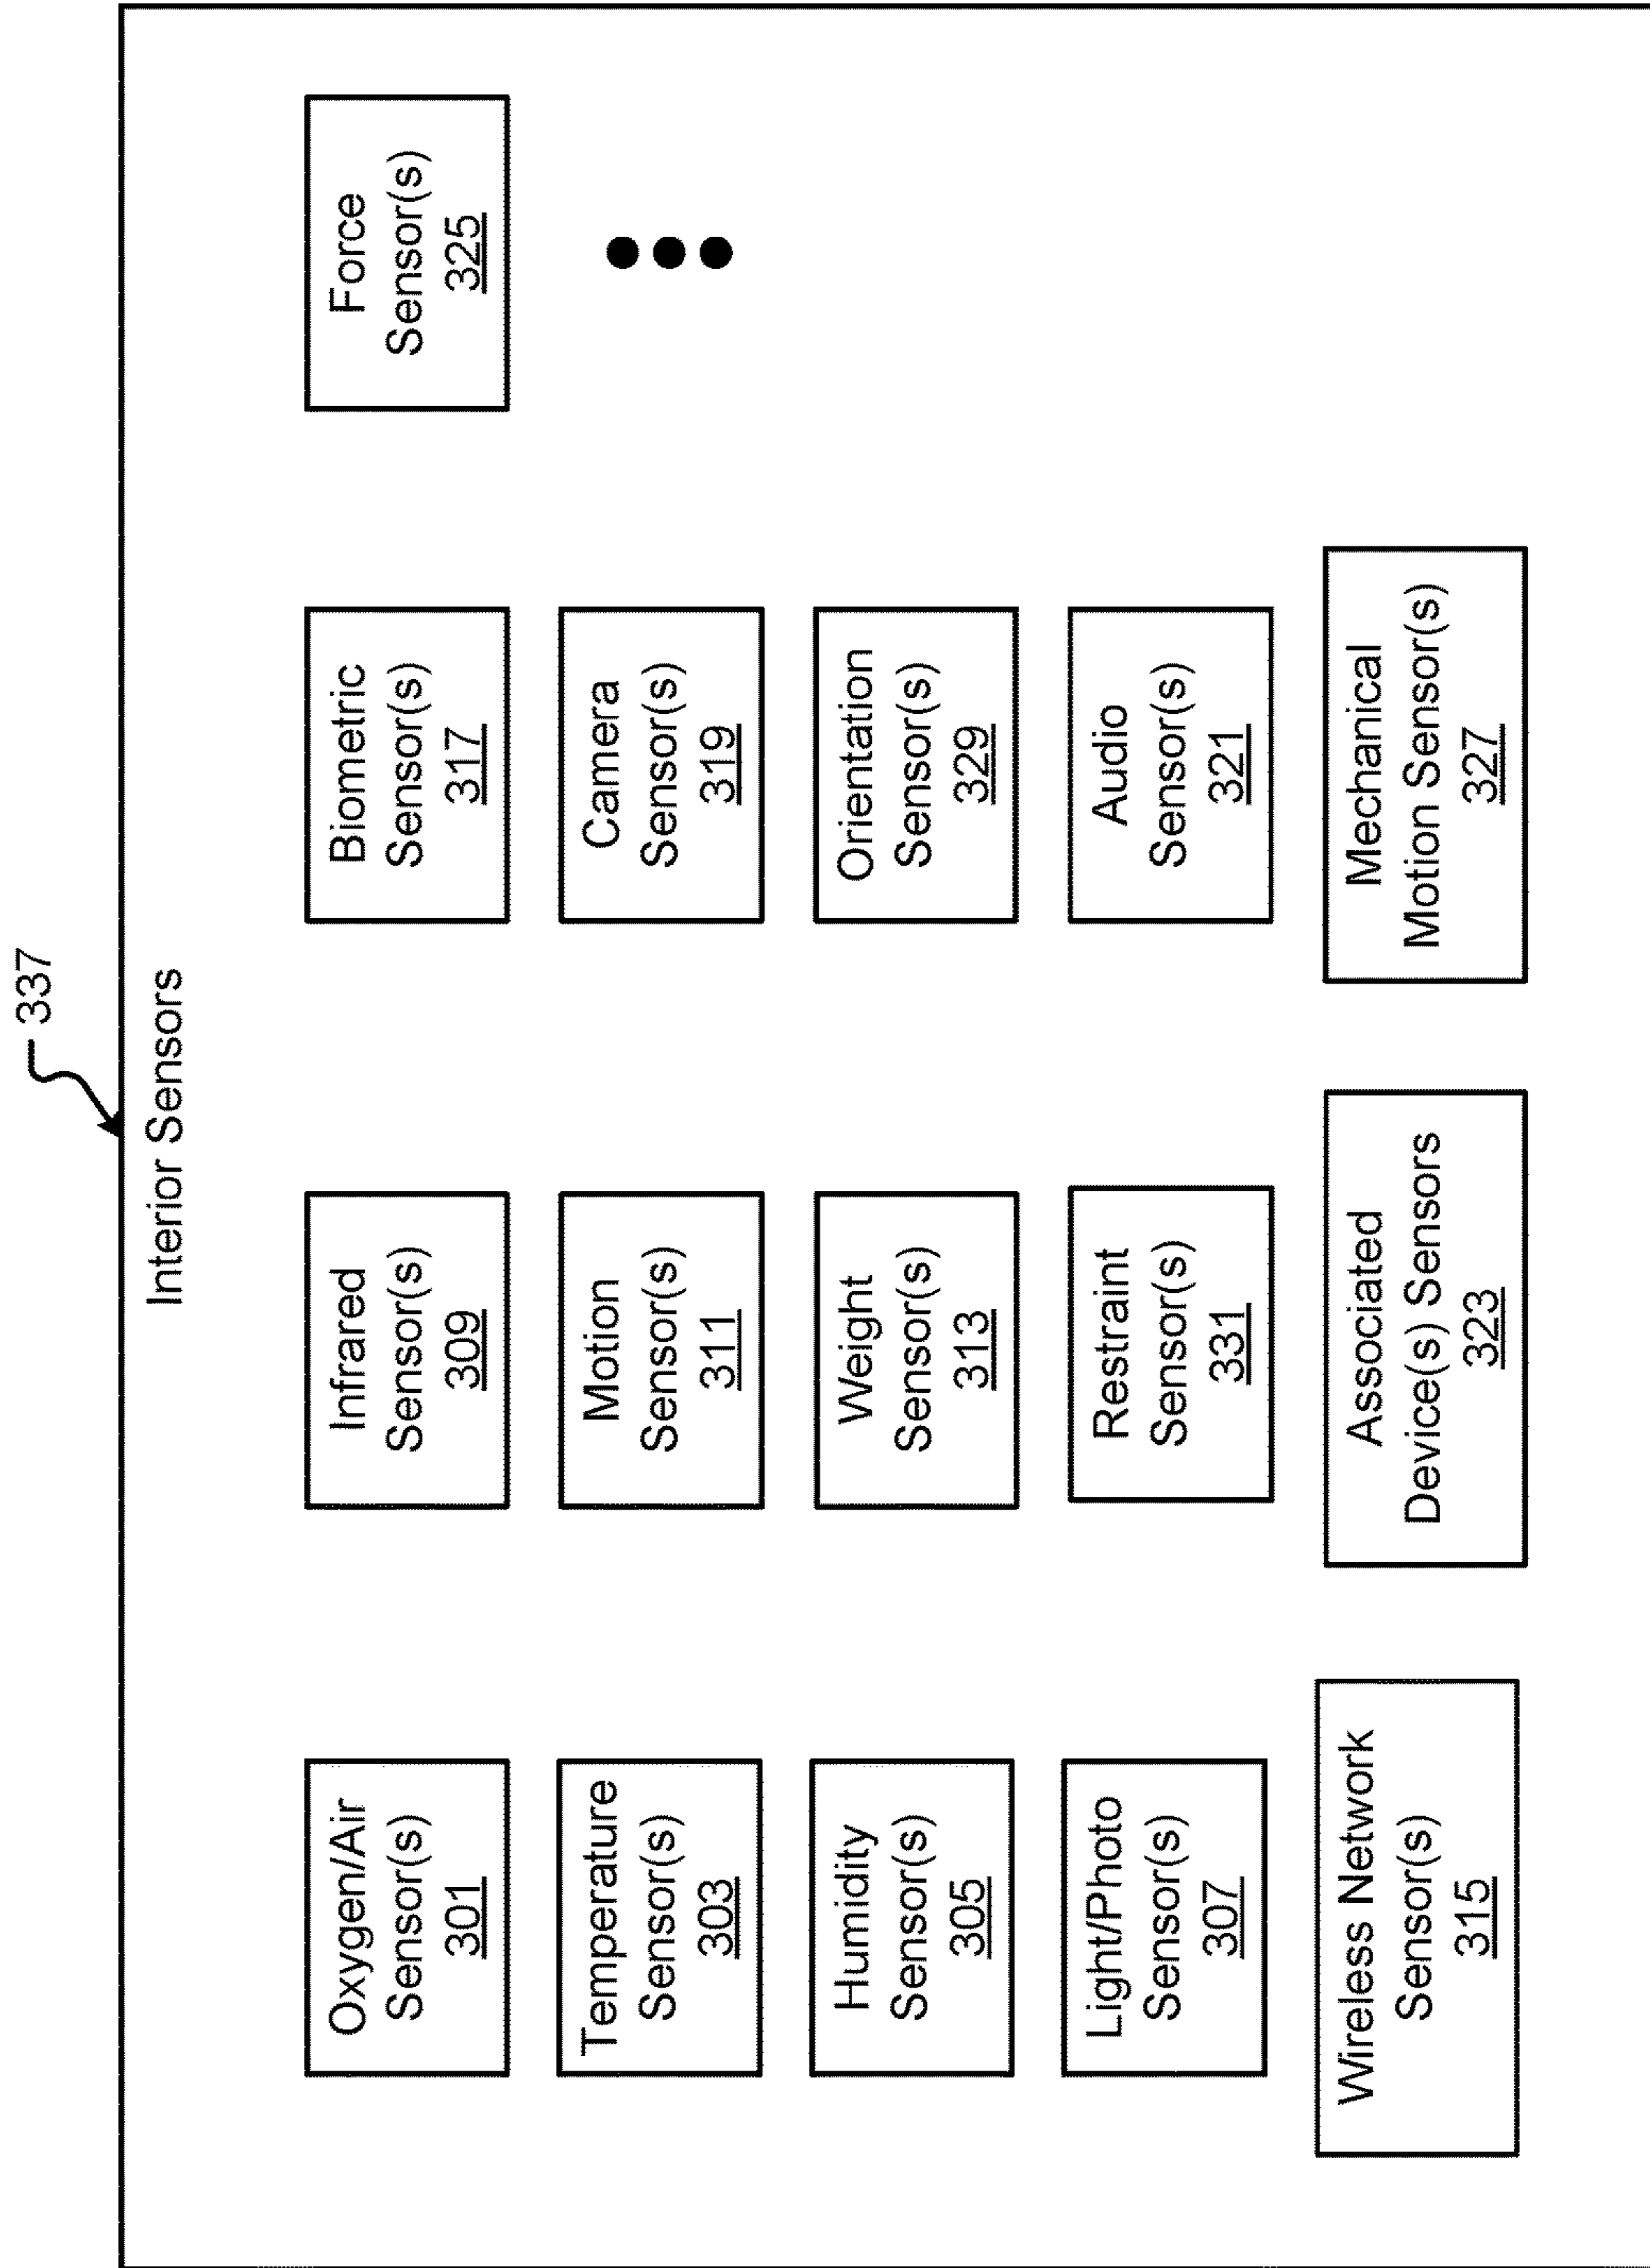 337
Interior Sensors
Oxygen/Air
Sensor(s)
301
Temperature
Sensor(s)
303
Humidity
Sensor(s)
305
Light/Photo
Sensor(s)
307
Wireless Network
Sensor(s)
315
Infrared
Sensor(s)
309
Motion
Sensor(s)
311
Weight
Sensor(s)
313
Restraint
Sensor(s)
331
Associated
Device(s) Sensors
323
Biometric
Sensor(s)
317
Camera
Sensor(s)
319
Orientation
Sensor(s)
329
Audio
Sensor(s)
321
Mechanical
Motion Sensor(s)
327
Force
Sensor(s)
325